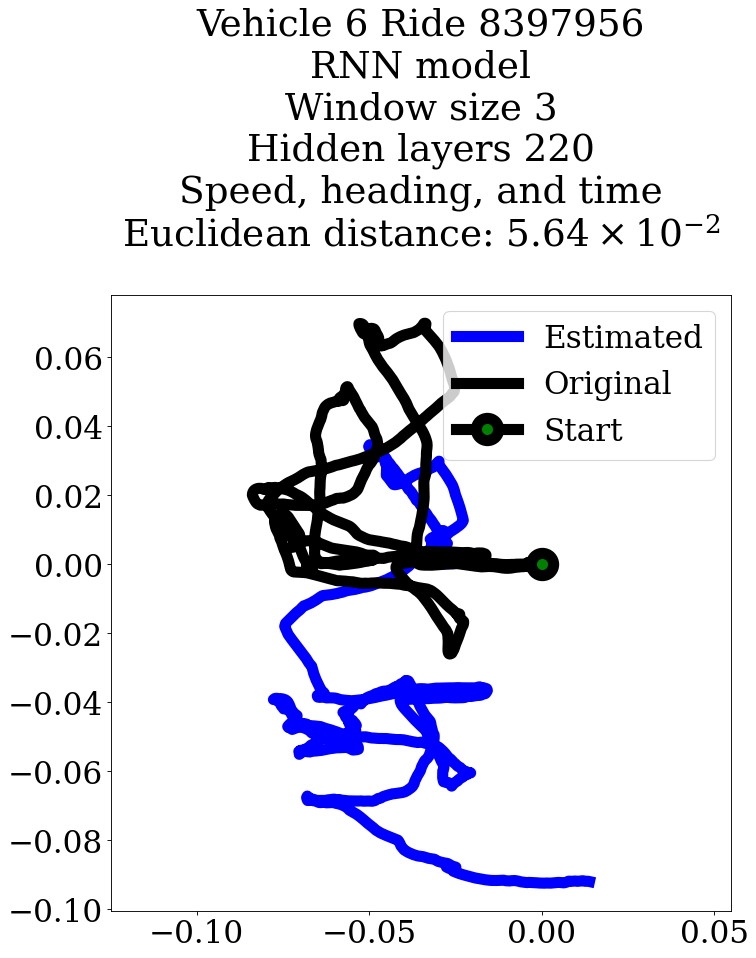 Vehicle 6 Ride 8397956
RNN model
Window size 3
Hidden layers 220
Speed, heading, and time
Euclidean distance: 5.64 × 10⁻²
Estimated
Original
Start
0.06
0.04
0.02
0.00
−0.02
−0.04
−0.06
−0.08
−0.10
−0.10 −0.05 0.00 0.05